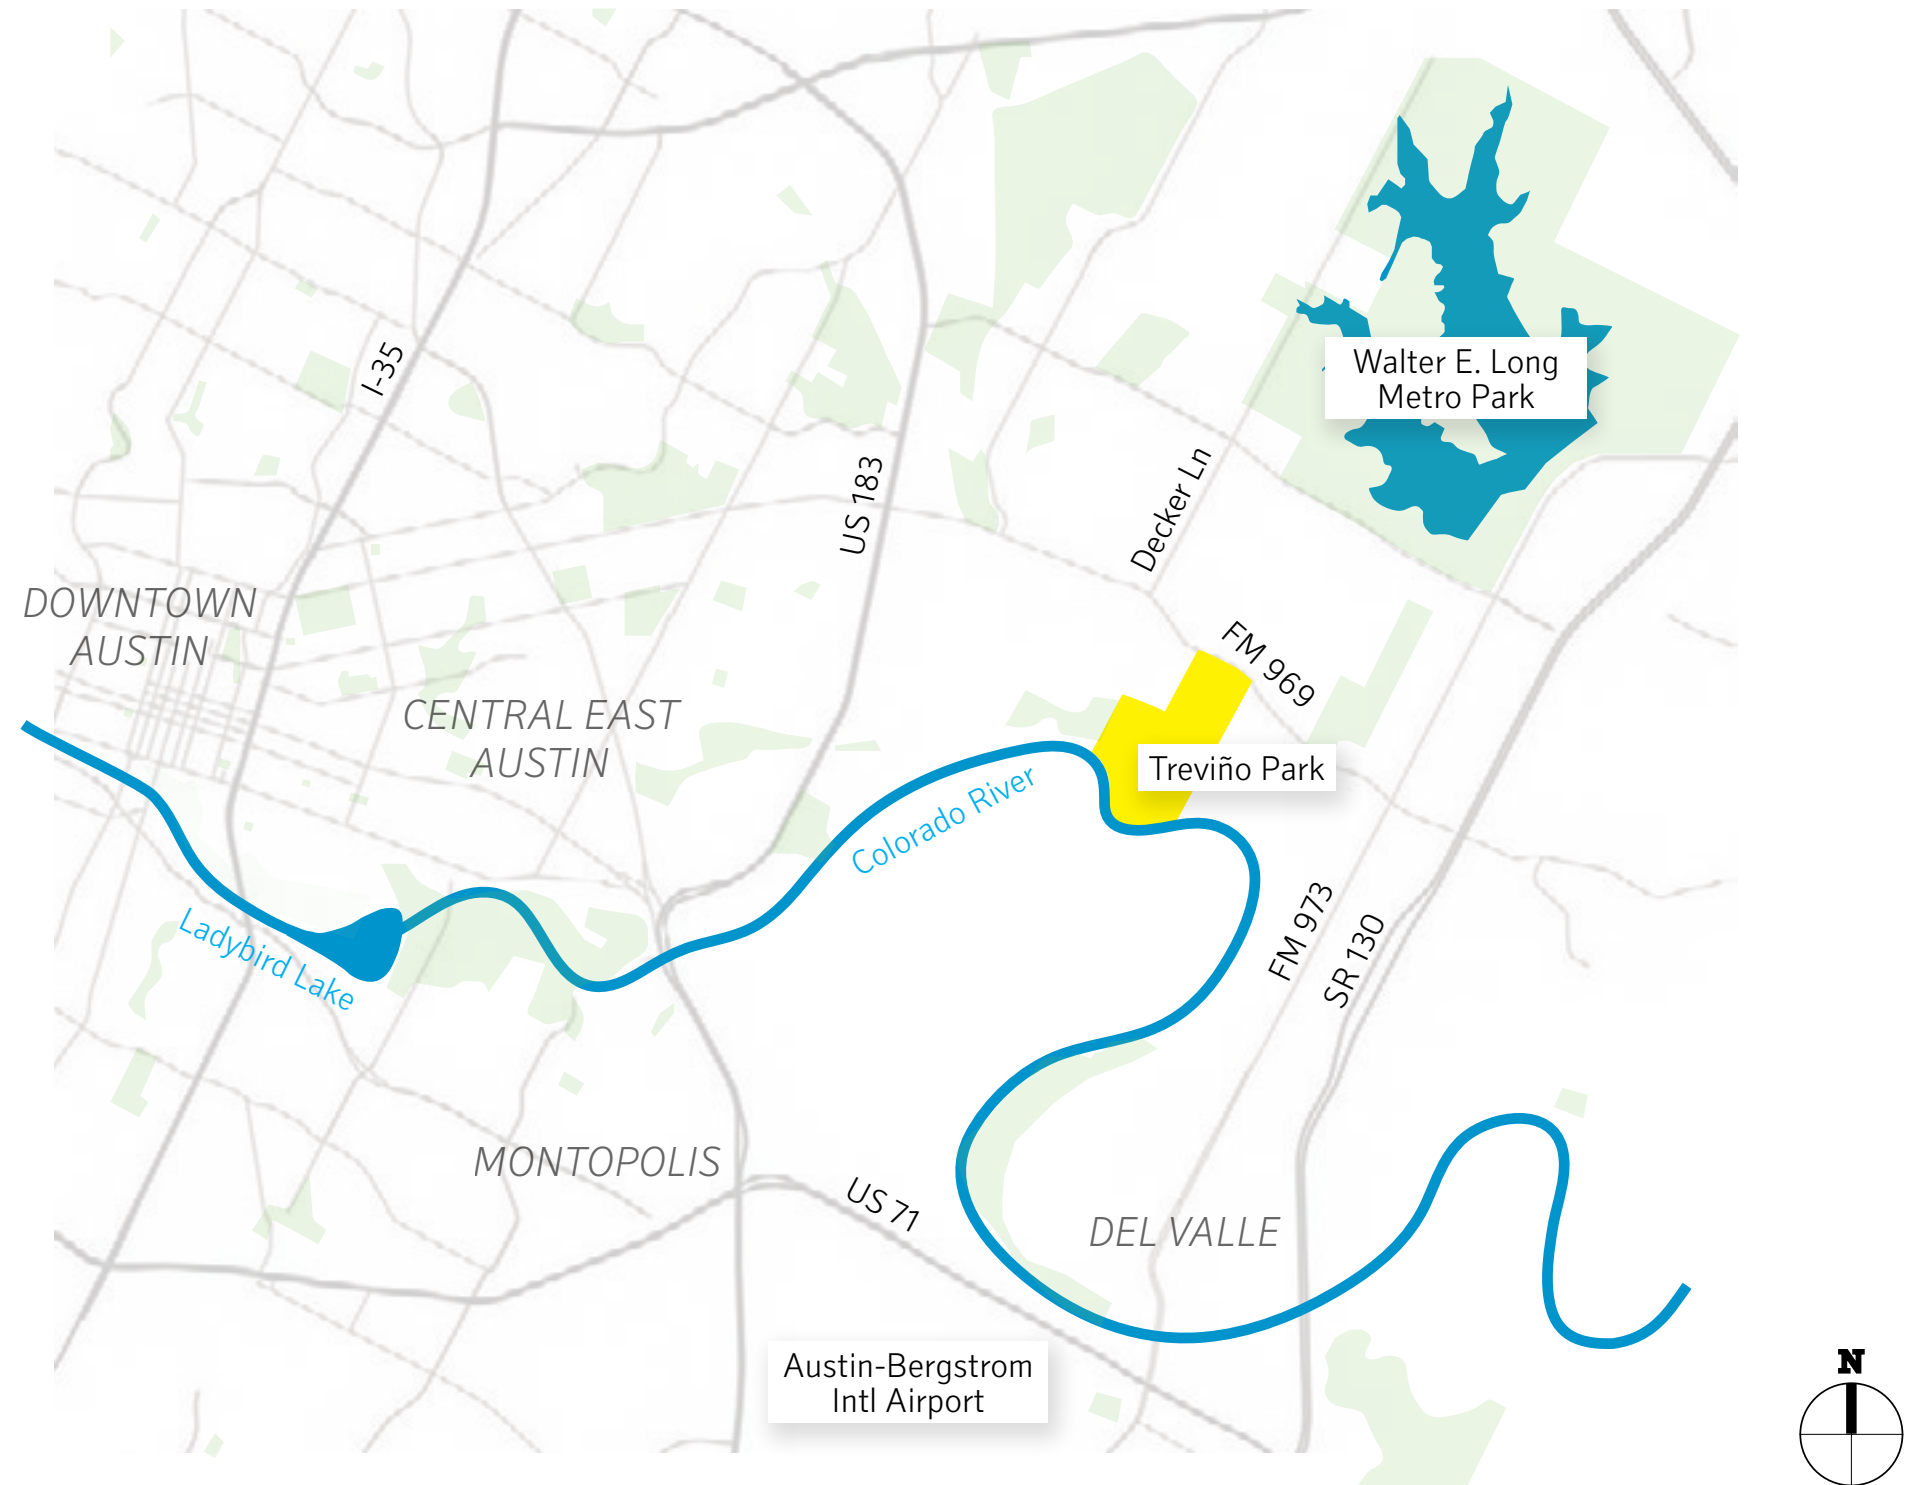 Walter E. Long
Metro Park
I-35
US 183
Decker Ln
DOWNTOWN
AUSTIN
FM 969
CENTRAL EAST
AUSTIN
Treviño Park
Colorado River
Ladybird Lake
FM 973
SR 130
MONTOPOLIS
US 71
DEL VALLE
Austin-Bergstrom
Intl Airport
N